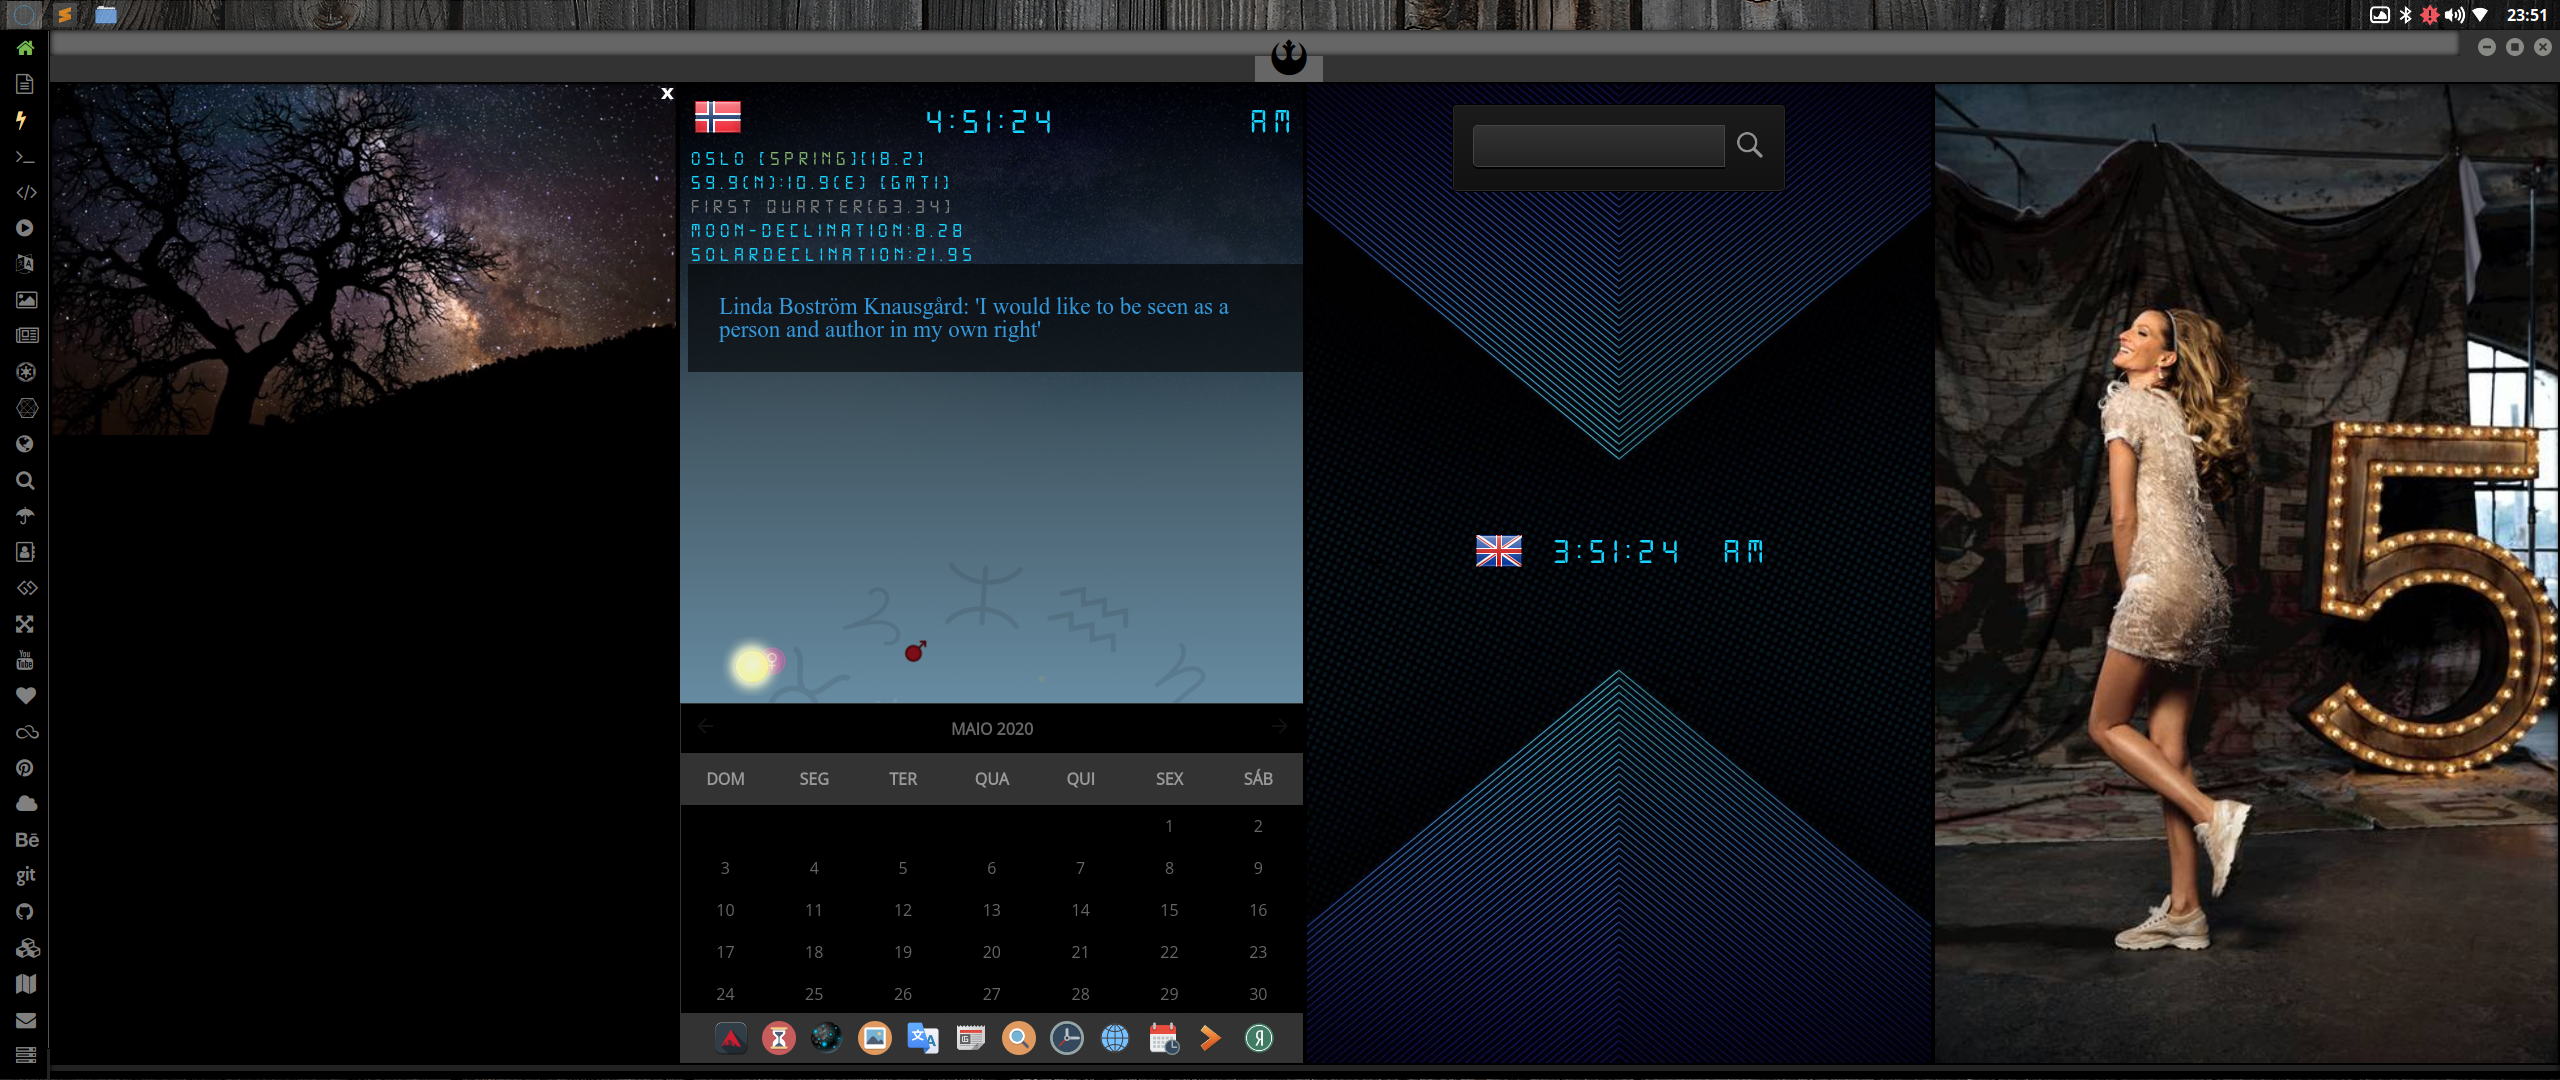 23:51
x
4:51:24 AM
OSLO [SPRING][18.2]
59.9(N):10.9(E) [GMT1]
FIRST QUARTER[63.34]
MOON-DECLINATION:8.28
SOLARDECLINATION:21.95
Linda Boström Knausgård: 'I would like to be seen as a
person and author in my own right'
MAIO 2020
DOM SEG TER QUA QUI SEX SÁB
1 2
3 4 5 6 7 8 9
10 11 12 13 14 15 16
17 18 19 20 21 22 23
24 25 26 27 28 29 30
3:51:24 AM
5
You
Tube
Bē
git